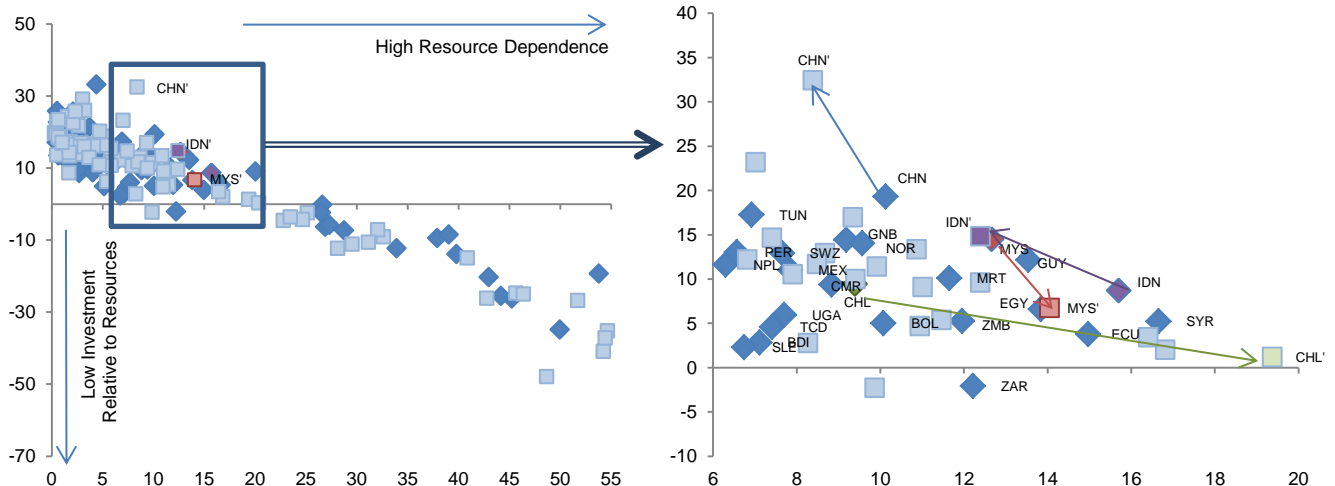 50
30
10
-10
-30
-50
-70
0 5 10 15 20 25 30 35 40 45 50 55
High Resource Dependence
Low Investment
Relative to Resources
CHN'
IDN'
MYS'
40
35
30
25
20
15
10
5
0
-5
-10
6 8 10 12 14 16 18 20
CHN'
CHN
TUN
IDN'
GNB
MYS
NOR
PER
SWZ
GUY
NPL
MEX
MRT
IDN
CMR
CHL
EGY
MYS'
UGA
BOL
ZMB
SYR
TCD
ECU
BDI
SLE
CHL'
ZAR